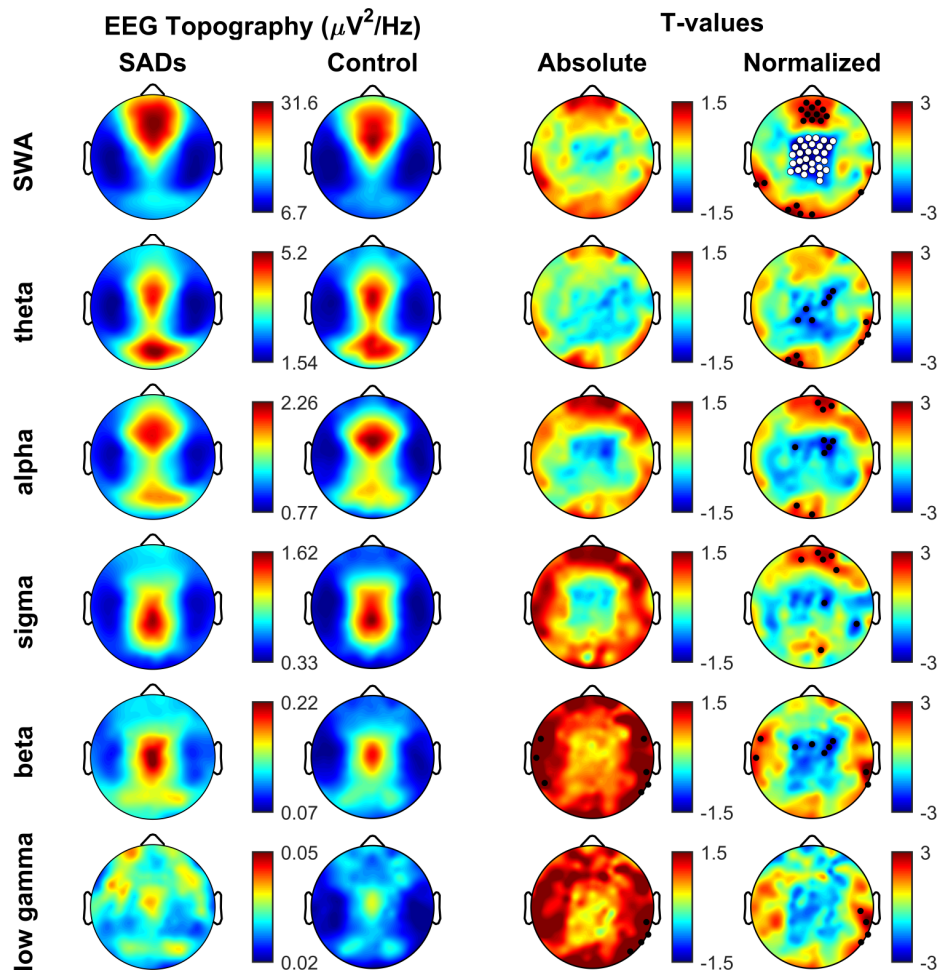 EEG Topography (μV²/Hz) T-values
SADs Control Absolute Normalized
SWA 31.6 6.7 1.5 -1.5 3 -3
theta 5.2 1.54 1.5 -1.5 3 -3
alpha 2.26 0.77 1.5 -1.5 3 -3
sigma 1.62 0.33 1.5 -1.5 3 -3
beta 0.22 0.07 1.5 -1.5 3 -3
low gamma 0.05 0.02 1.5 -1.5 3 -3